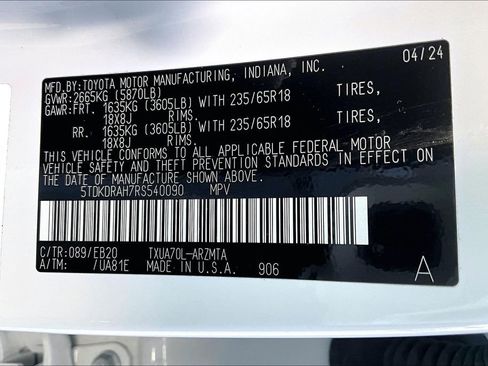 MFD.BY:TOYOTA MOTOR MANUFACTURING, INDIANA, INC. 04/24
GVWR:2665KG (5870LB)
GAWR:FRT. 1635KG (3605LB) WITH 235/65R18 TIRES,
18X8J RIMS.
RR. 1635KG (3605LB) WITH 235/65R18 TIRES,
18X8J RIMS.
THIS VEHICLE CONFORMS TO ALL APPLICABLE FEDERAL MOTOR
VEHICLE SAFETY AND THEFT PREVENTION STANDARDS IN EFFECT ON
THE DATE OF MANUFACTURE SHOWN ABOVE.
5TDKDRAH7RS540090 MPV
C/TR:089/EB20 TXUA70L-ARZMTA
A/TM: /UA81E MADE IN U.S.A. 906 A